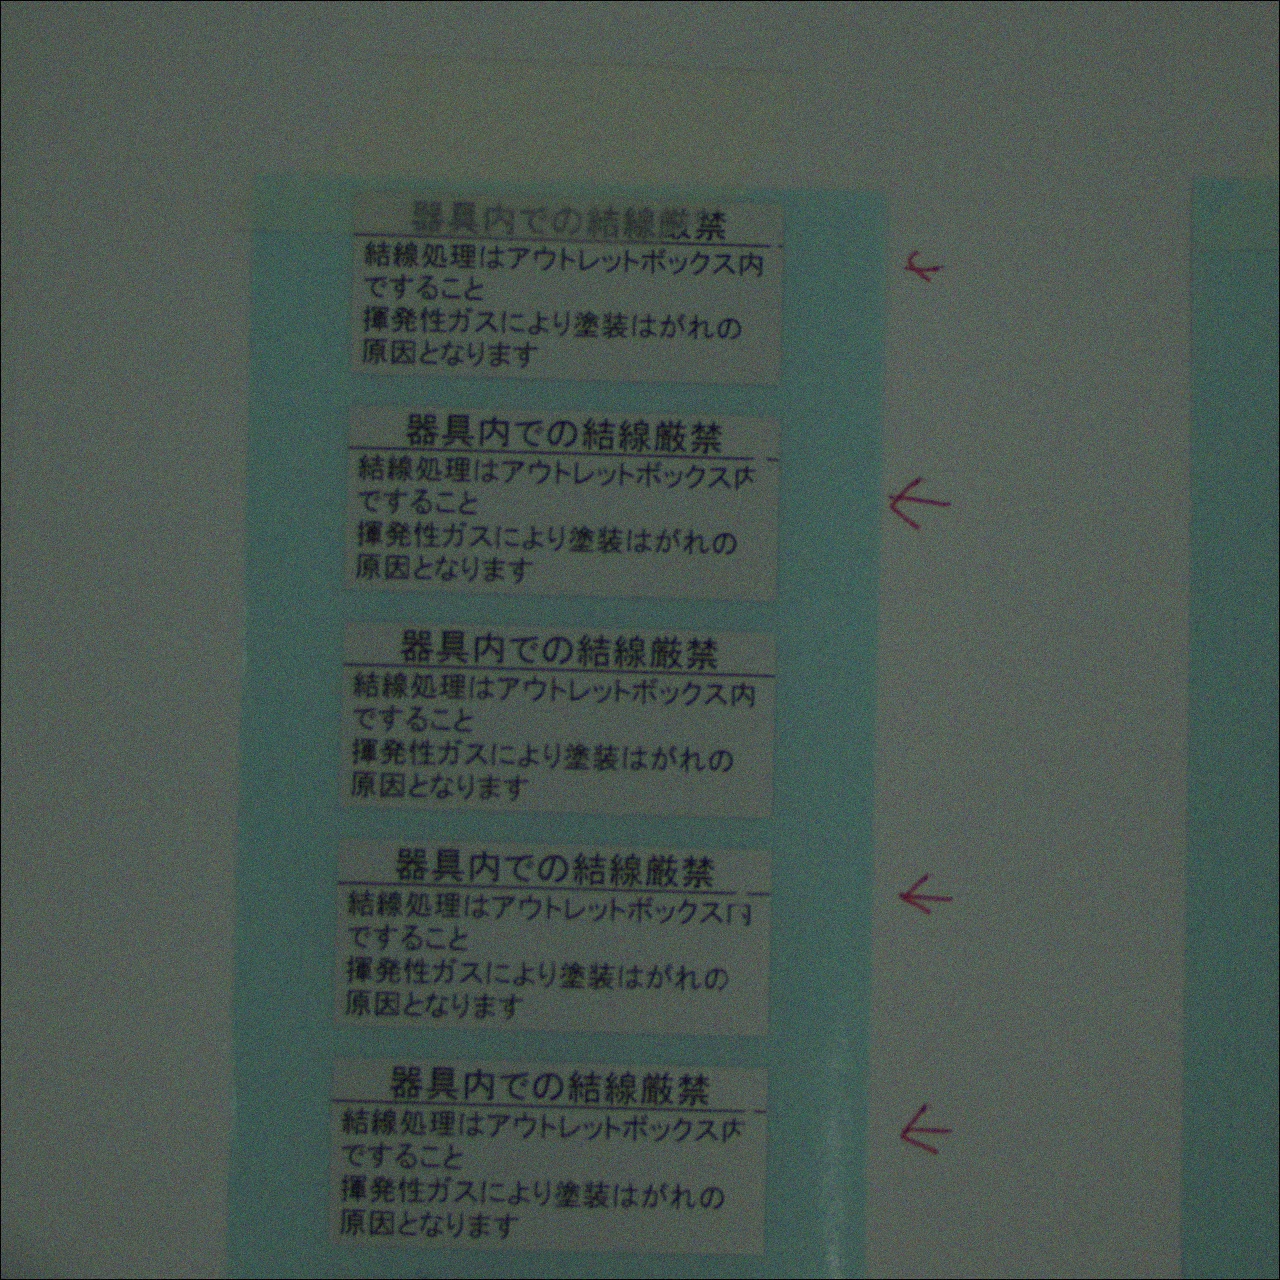 器具内での結線厳禁
結線処理はアウトレットボックス内
ですること
揮発性ガスにより塗装はがれの
原因となります
器具内での結線厳禁
結線処理はアウトレットボックス内
ですること
揮発性ガスにより塗装はがれの
原因となります
器具内での結線厳禁
結線処理はアウトレットボックス内
ですること
揮発性ガスにより塗装はがれの
原因となります
器具内での結線厳禁
結線処理はアウトレットボックス内
ですること
揮発性ガスにより塗装はがれの
原因となります
器具内での結線厳禁
結線処理はアウトレットボックス内
ですること
揮発性ガスにより塗装はがれの
原因となります